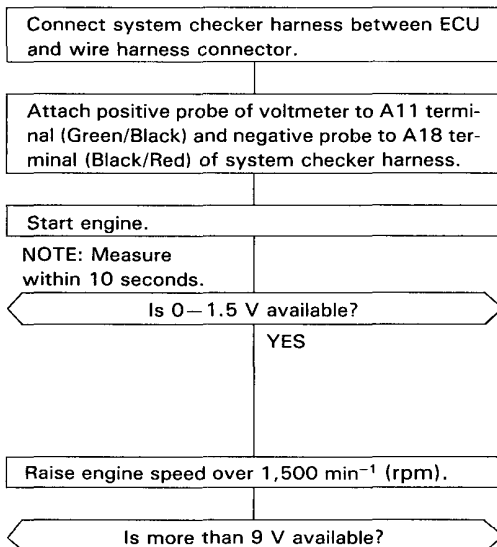 Connect system checker harness between ECU
and wire harness connector.
Attach positive probe of voltmeter to A11 termi-
nal (Green/Black) and negative probe to A18 ter-
minal (Black/Red) of system checker harness.
Start engine.
NOTE: Measure
within 10 seconds.
Is 0—1.5 V available?
YES
Raise engine speed over 1,500 min⁻¹ (rpm).
Is more than 9 V available?